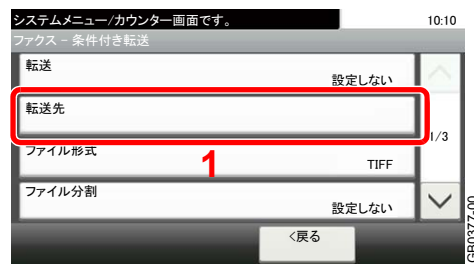 システムメニュー/カウンター画面です。
10:10
ファクス - 条件付き転送
転送
設定しない
転送先
1/3
ファイル形式
1
TIFF
ファイル分割
設定しない
<戻る
GB0377-00